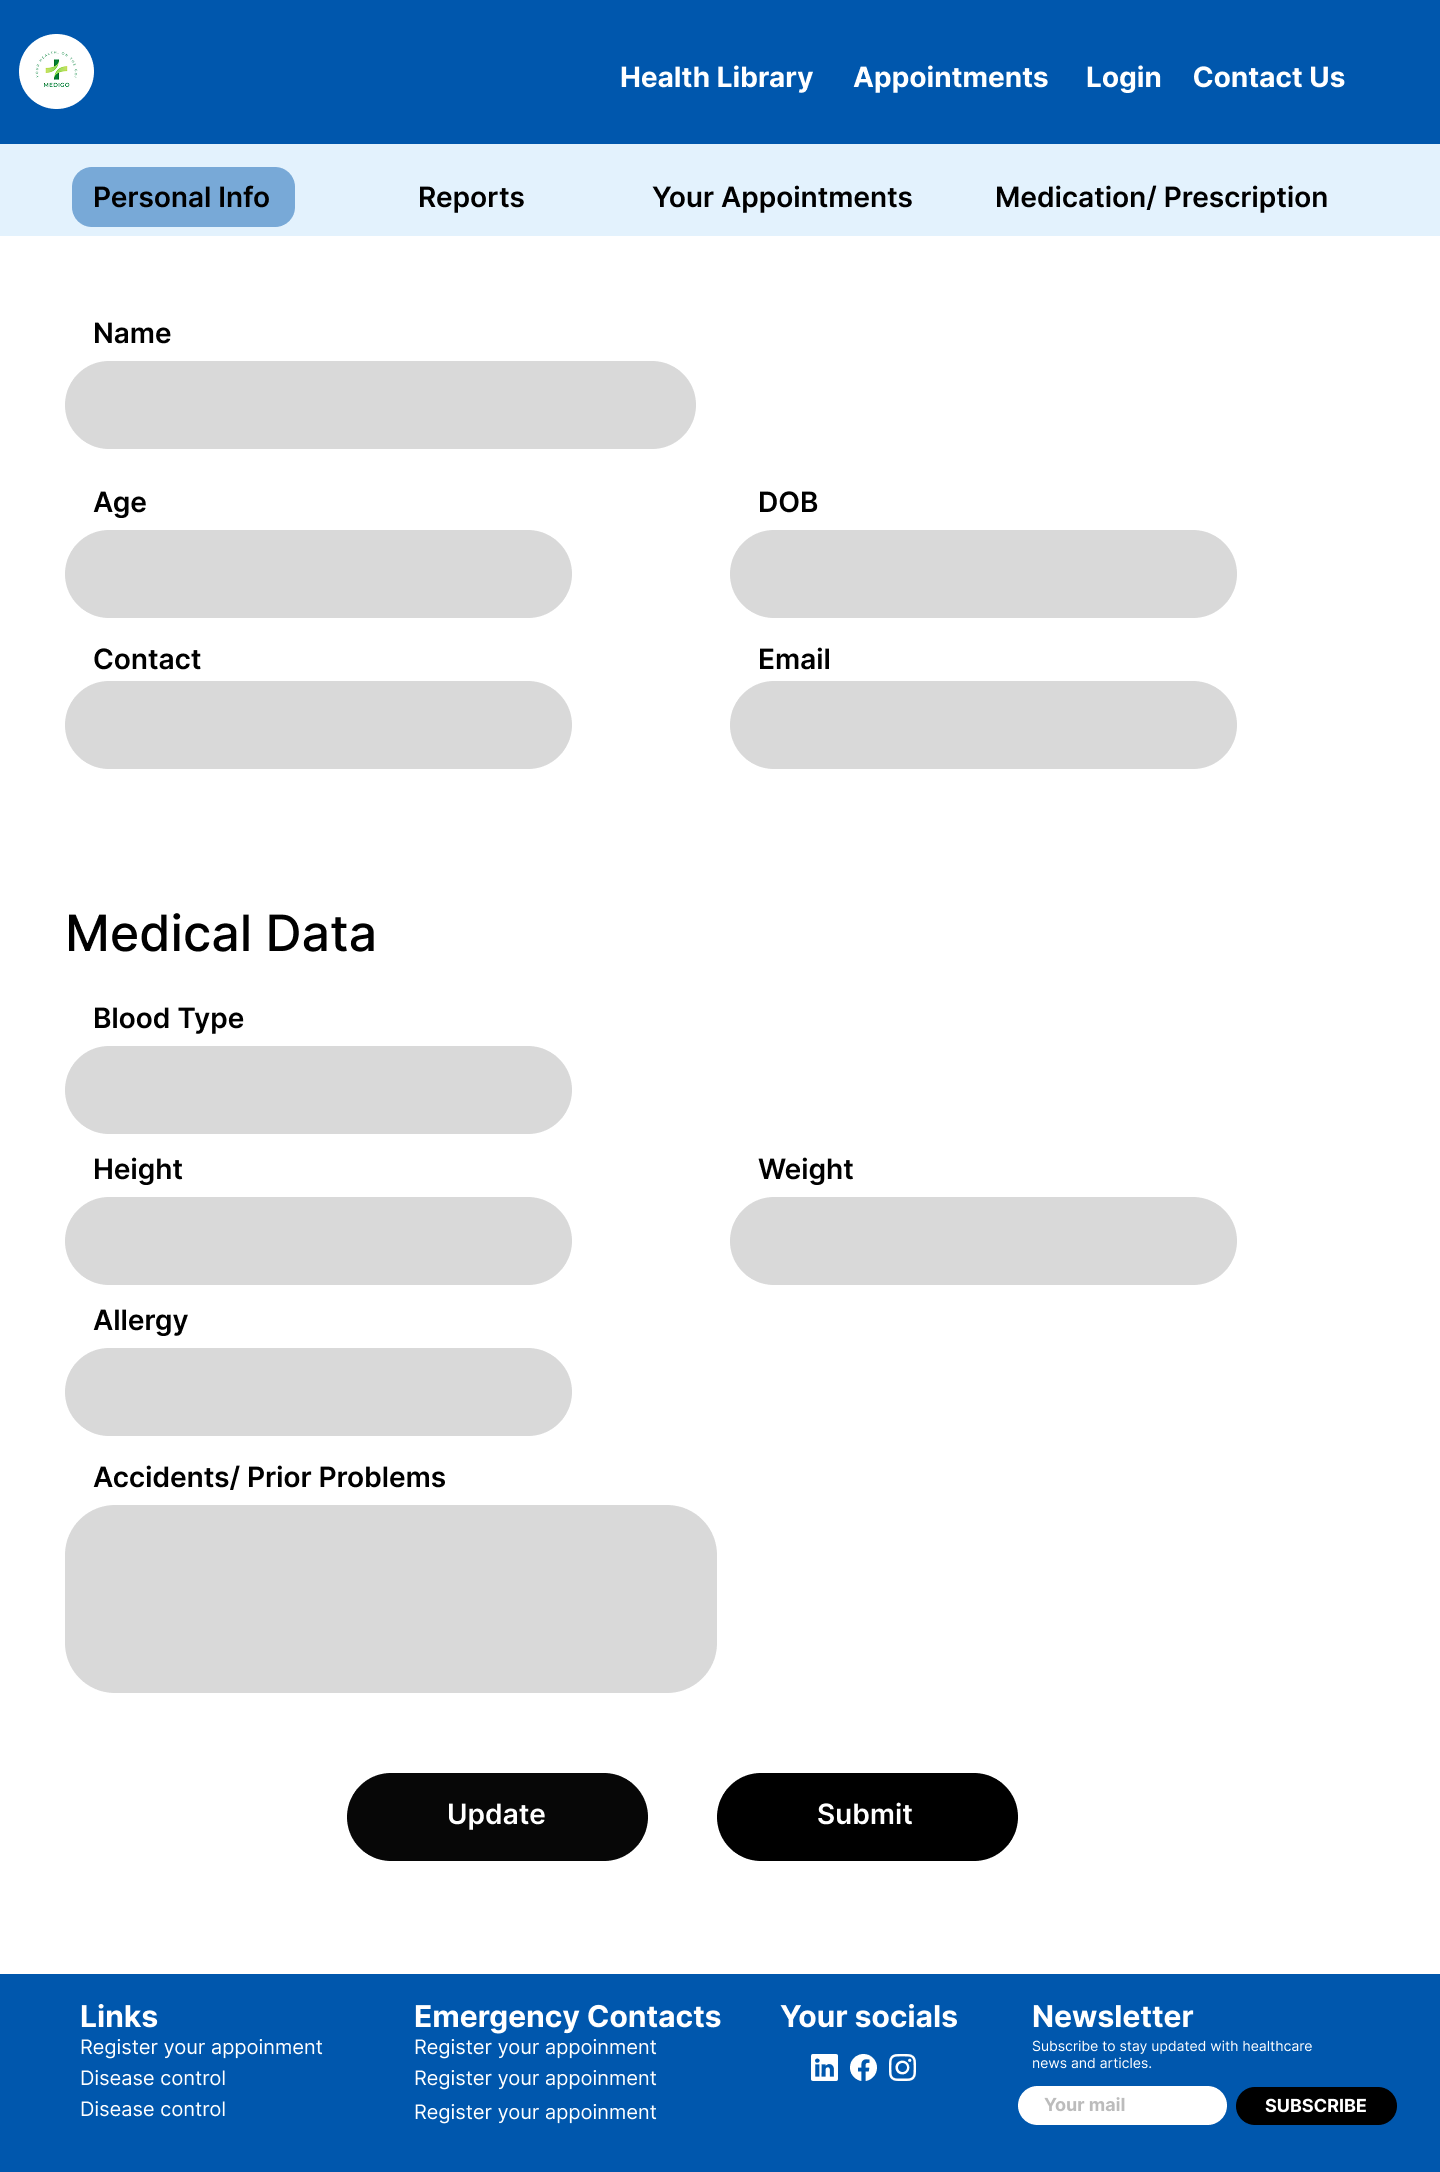 MEDIGO
Health Library Appointments Login Contact Us
Personal Info Reports Your Appointments Medication/ Prescription
Name
Age DOB
Contact Email
Medical Data
Blood Type
Height Weight
Allergy
Accidents/ Prior Problems
Update Submit
Links Emergency Contacts Your socials Newsletter
Register your appoinment Register your appoinment Subscribe to stay updated with healthcare
news and articles.
Disease control Register your appoinment
Disease control Register your appoinment
Your mail SUBSCRIBE